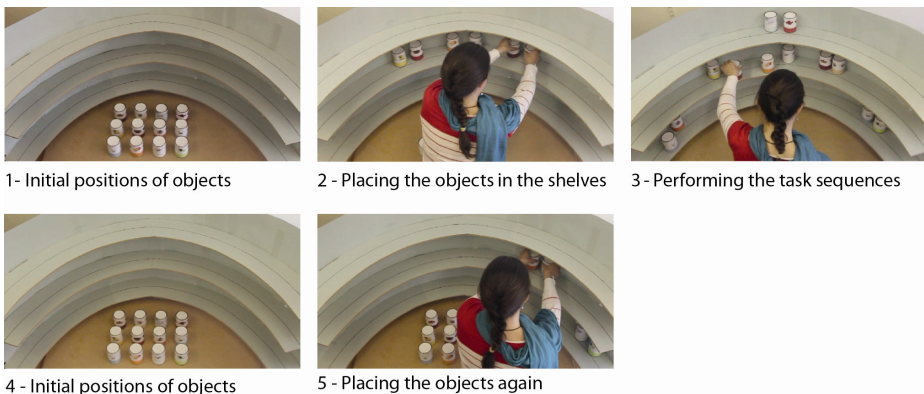 1- Initial positions of objects
2 - Placing the objects in the shelves
3 - Performing the task sequences
4 - Initial positions of objects
5 - Placing the objects again